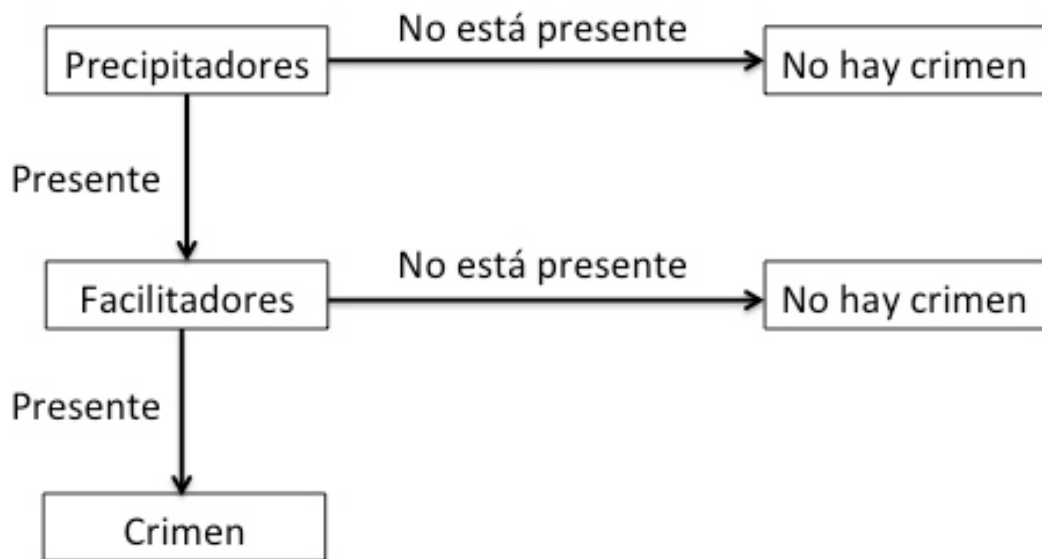 No está presente
Precipitadores
No hay crimen
Presente
No está presente
Facilitadores
No hay crimen
Presente
Crimen